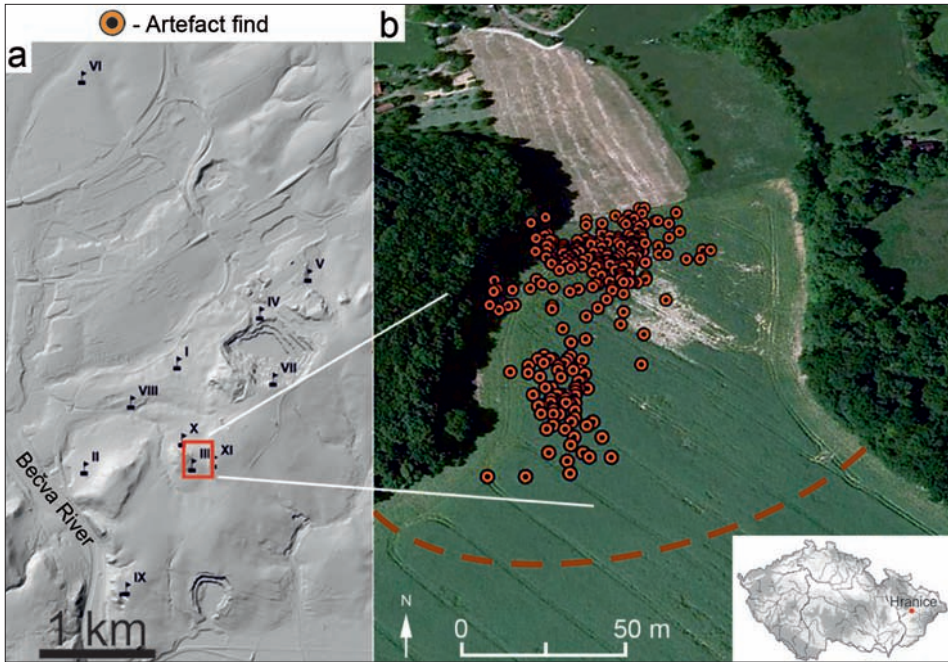 - Artefact find
a
b
VI
V
IV
I
VII
VIII
X
III
XI
II
Bečva River
IX
1 km
N
0
50 m
Hranice